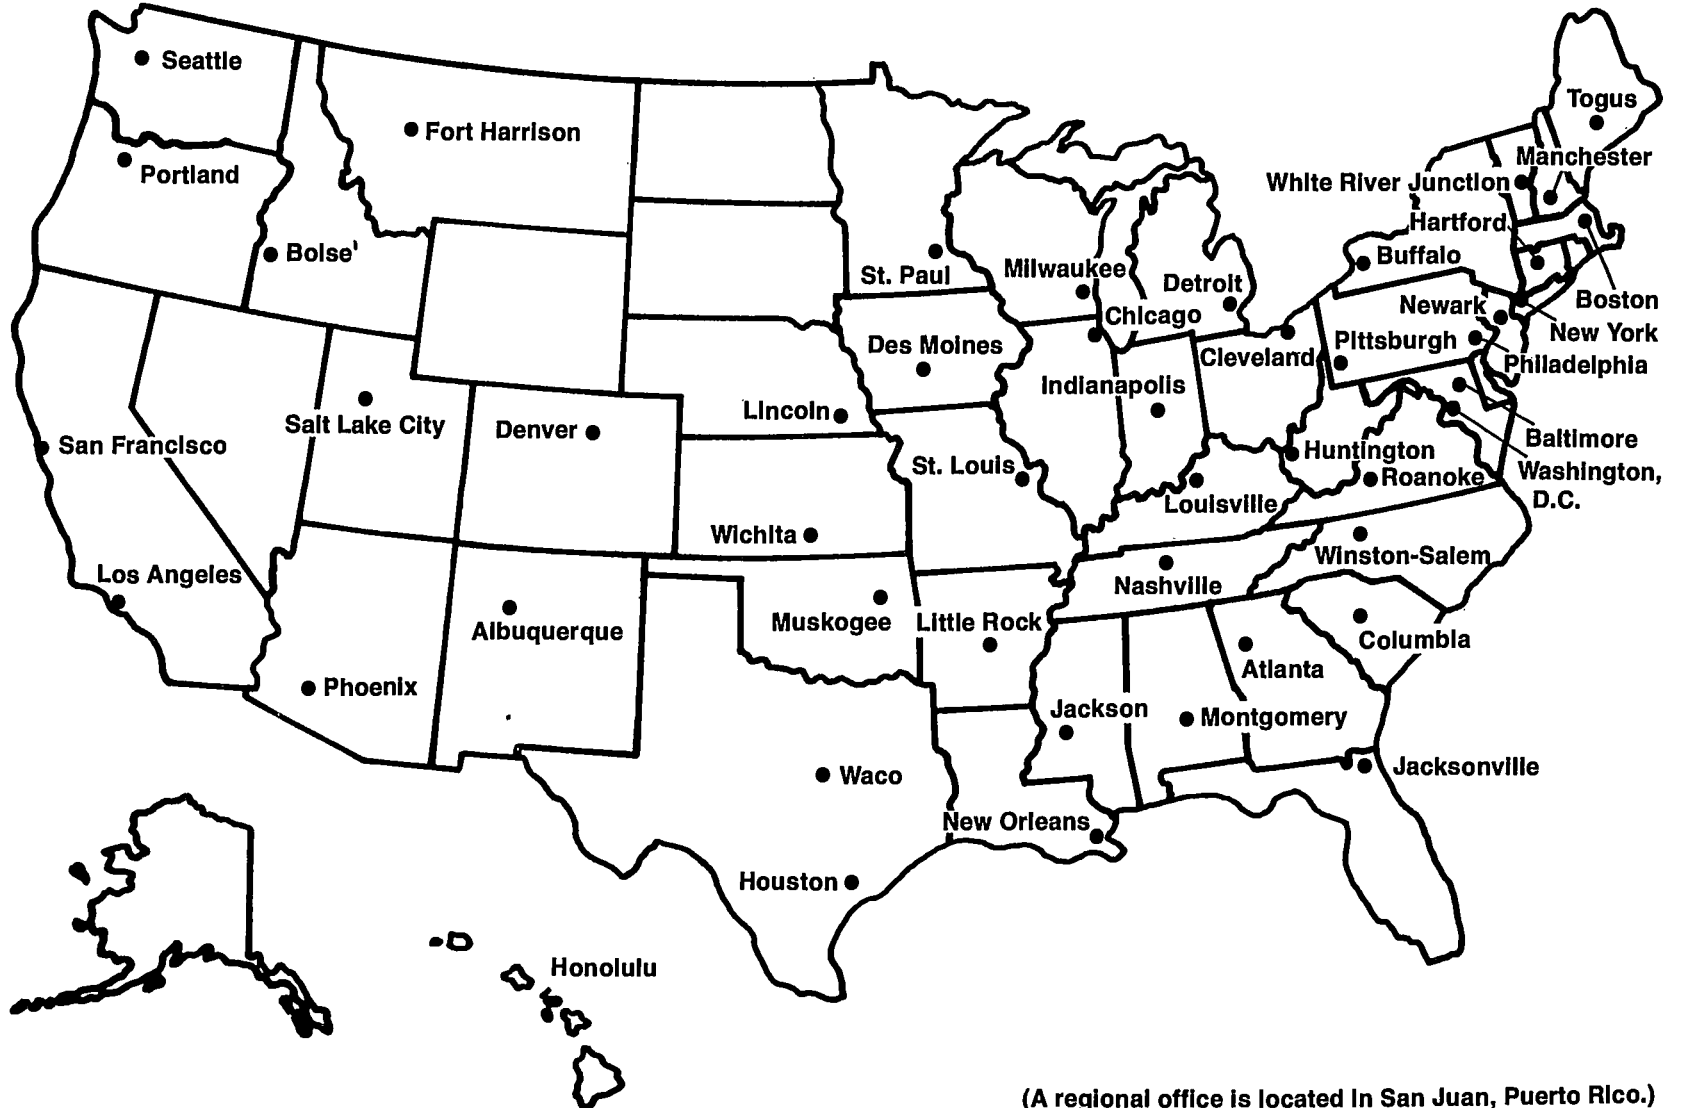 Seattle
Togus
Fort Harrison
Manchester
Portland
White River Junction
Hartford
Boise'
Buffalo
St. Paul
Milwaukee
Detroit
Boston
Newark
Chicago
New York
Des Moines
Pittsburgh
Cleveland
Philadelphia
Indianapolis
Lincoln
Salt Lake City
Denver
Baltimore
San Francisco
Huntington
St. Louis
Washington,
D.C.
Roanoke
Louisville
Wichita
Winston-Salem
Los Angeles
Nashville
Muskogee
Little Rock
Albuquerque
Columbia
Atlanta
Phoenix
Jackson
Montgomery
Jacksonville
Waco
New Orleans
Houston
Honolulu
(A regional office is located in San Juan, Puerto Rico.)